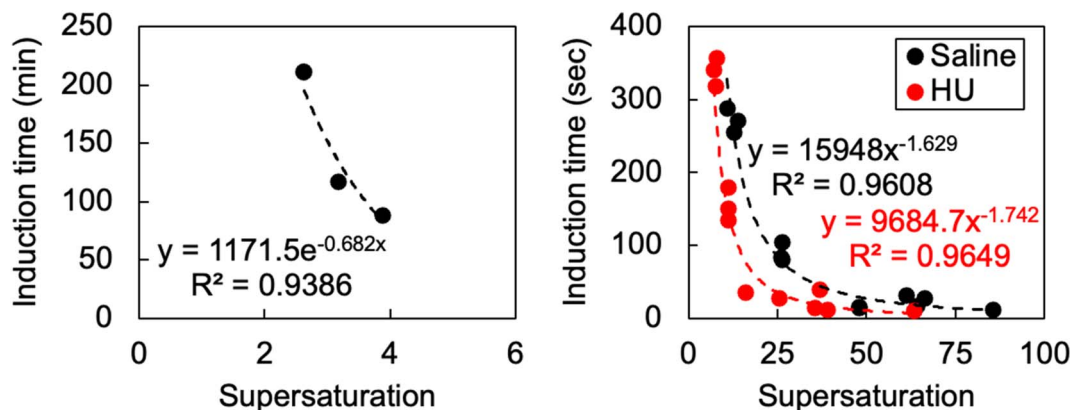 Induction time (min)
250
200
150
100
50
0
y = 1171.5e^-0.682x
R² = 0.9386
0 2 4 6
Supersaturation
Induction time (sec)
400
300
200
100
0
Saline
HU
y = 15948x^-1.629
R² = 0.9608
y = 9684.7x^-1.742
R² = 0.9649
0 25 50 75 100
Supersaturation